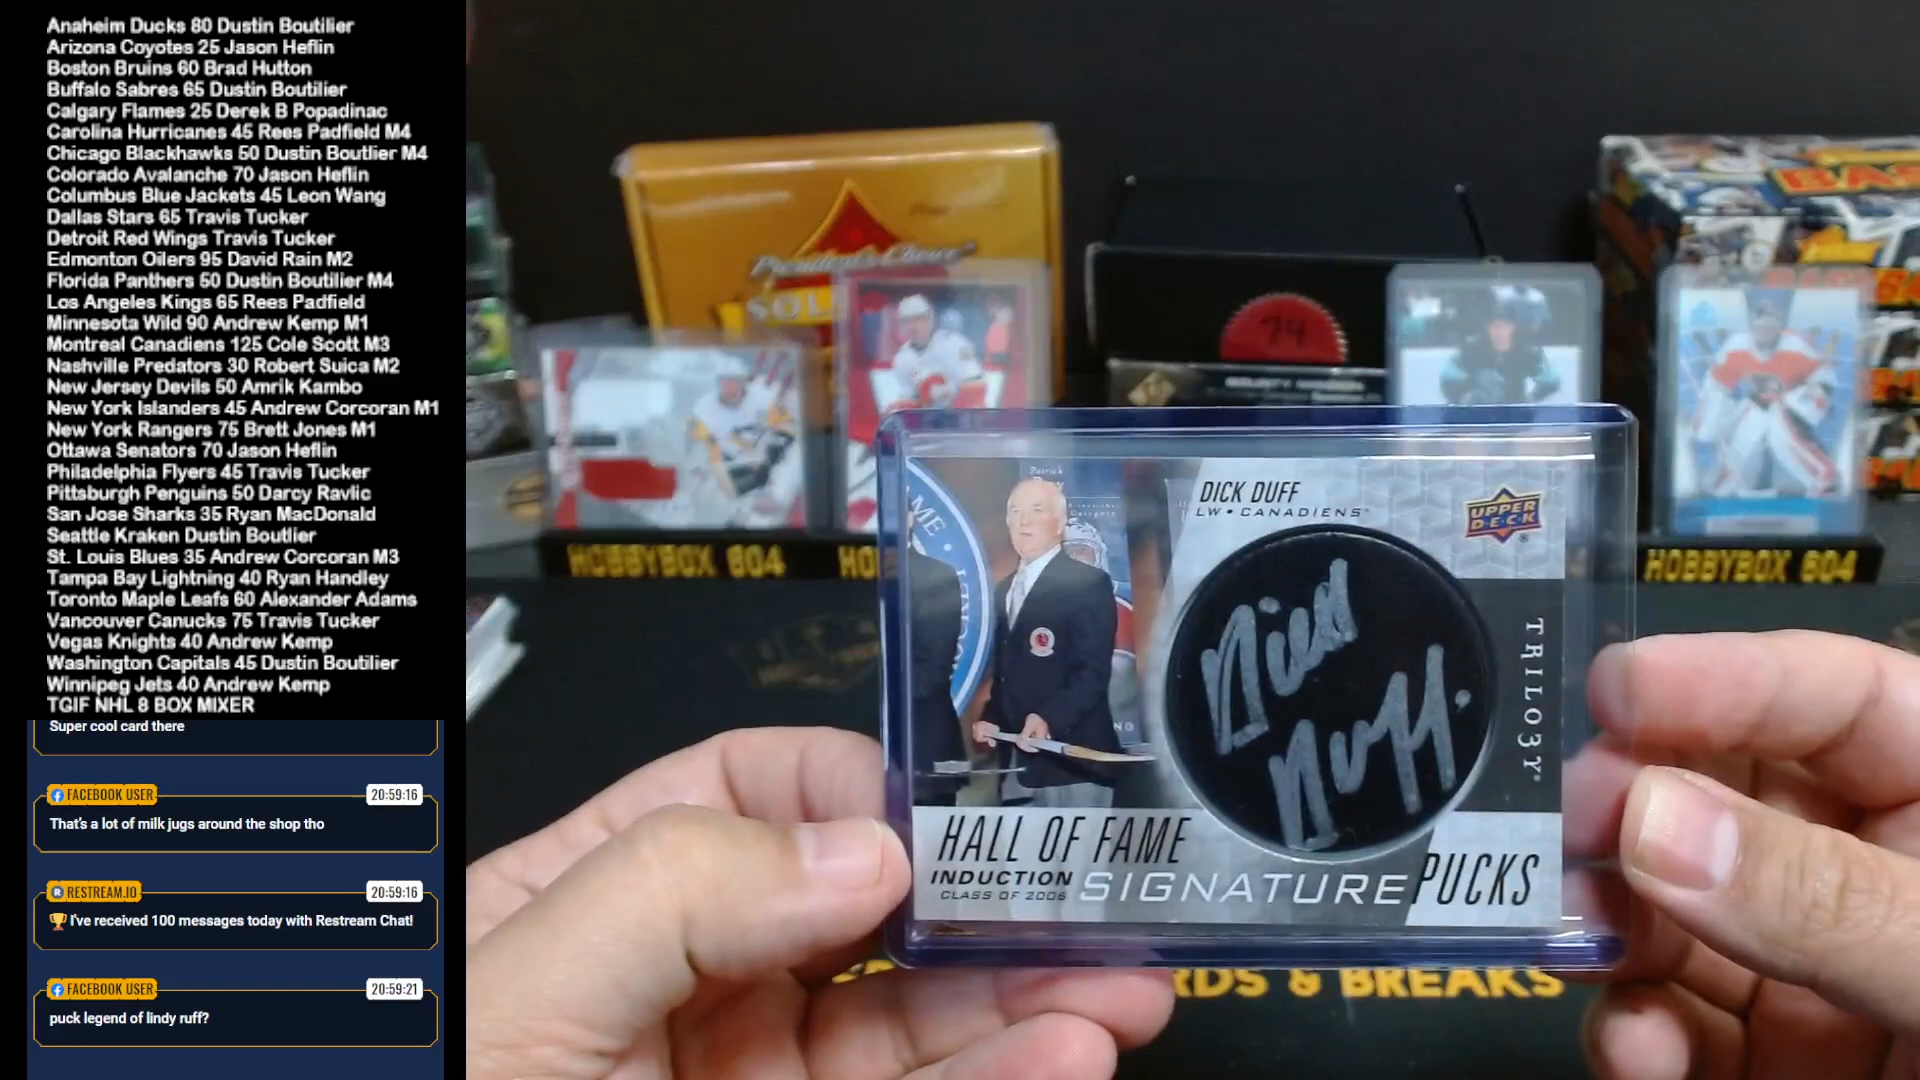 Anaheim Ducks 80 Dustin Boutilier
Arizona Coyotes 25 Jason Heflin
Boston Bruins 60 Brad Hutton
Buffalo Sabres 65 Dustin Boutilier
Calgary Flames 25 Derek B Popadinac
Carolina Hurricanes 45 Rees Padfield M4
Chicago Blackhawks 50 Dustin Boutlier M4
Colorado Avalanche 70 Jason Heflin
Columbus Blue Jackets 45 Leon Wang
Dallas Stars 65 Travis Tucker
Detroit Red Wings Travis Tucker
Edmonton Oilers 95 David Rain M2
Florida Panthers 50 Dustin Boutilier M4
Los Angeles Kings 65 Rees Padfield
Minnesota Wild 90 Andrew Kemp M1
Montreal Canadiens 125 Cole Scott M3
Nashville Predators 30 Robert Suica M2
New Jersey Devils 50 Amrik Kambo
New York Islanders 45 Andrew Corcoran M1
New York Rangers 75 Brett Jones M1
Ottawa Senators 70 Jason Heflin
Philadelphia Flyers 45 Travis Tucker
Pittsburgh Penguins 50 Darcy Ravlic
San Jose Sharks 35 Ryan MacDonald
Seattle Kraken Dustin Boutlier
St. Louis Blues 35 Andrew Corcoran M3
Tampa Bay Lightning 40 Ryan Handley
Toronto Maple Leafs 60 Alexander Adams
Vancouver Canucks 75 Travis Tucker
Vegas Knights 40 Andrew Kemp
Washington Capitals 45 Dustin Boutilier
Winnipeg Jets 40 Andrew Kemp
TGIF NHL 8 BOX MIXER
Super cool card there
FACEBOOK USER 20:59:16
That's a lot of milk jugs around the shop tho
RESTREAM.IO 20:59:16
🏆 I've received 100 messages today with Restream Chat!
FACEBOOK USER 20:59:21
puck legend of lindy ruff?
President's Choice
74
HOBBYBOX 604
HO
HOBBYBOX 604
Patrick
DICK DUFF
LW • CANADIENS
UPPER
DECK
Dick
Duff.
TRILO3Y
HALL OF FAME
INDUCTION
CLASS OF 2006
SIGNATURE PUCKS
RDS & BREAKS